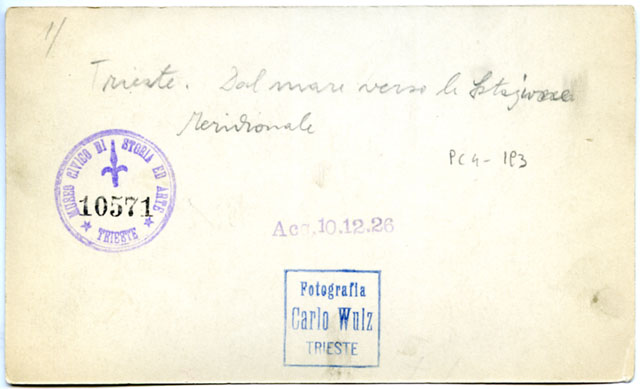 1/
Trieste. Dal mare verso la Stazione
Meridionale
PC4-193
MUSEO CIVICO DI STORIA ED ARTE
10571
★ TRIESTE ★
Acq. 10.12.26
Fotografia
Carlo Wulz
TRIESTE